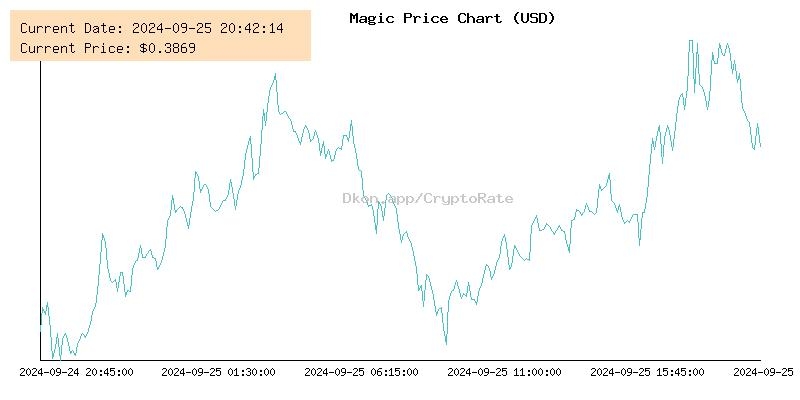 Magic Price Chart (USD)
Current Date: 2024-09-25 20:42:14
Current Price: $0.3869
Dkon.app/CryptoRate
2024-09-24 20:45:00 2024-09-25 01:30:00 2024-09-25 06:15:00 2024-09-25 11:00:00 2024-09-25 15:45:00 2024-09-25